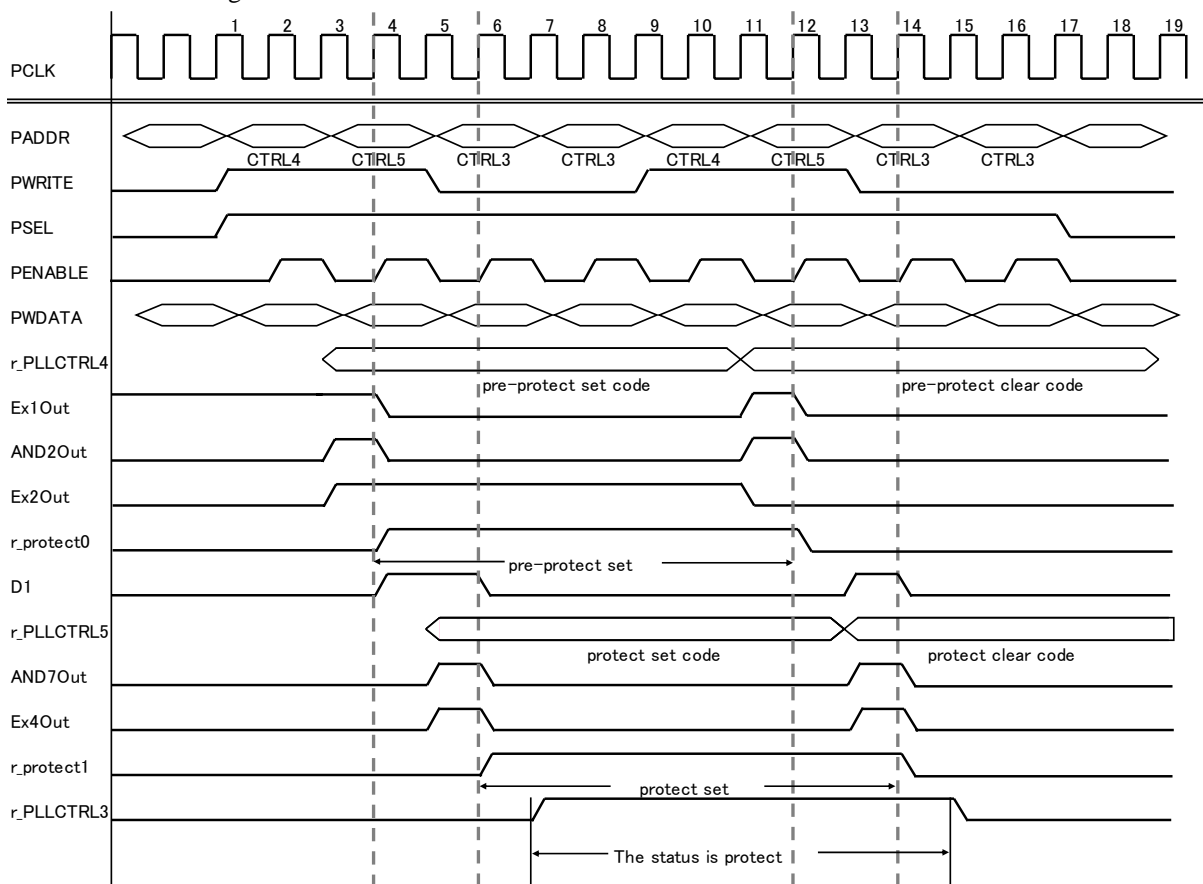 1 2 3 4 5 6 7 8 9 10 11 12 13 14 15 16 17 18 19
PCLK
PADDR
CTRL4 CTRL5 CTRL3 CTRL3 CTRL4 CTRL5 CTRL3 CTRL3
PWRITE
PSEL
PENABLE
PWDATA
r_PLLCTRL4
pre-protect set code pre-protect clear code
Ex1Out
AND2Out
Ex2Out
r_protect0
pre-protect set
D1
r_PLLCTRL5
protect set code protect clear code
AND7Out
Ex4Out
r_protect1
protect set
r_PLLCTRL3
The status is protect